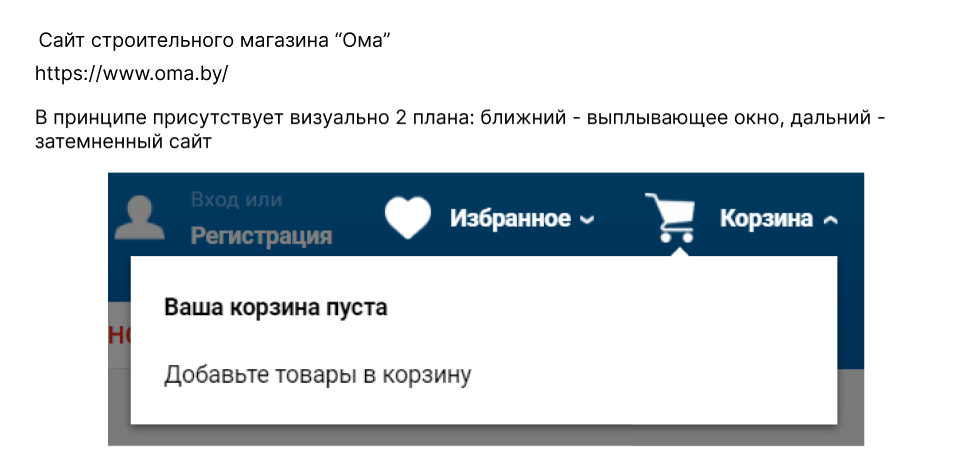 Сайт строительного магазина “Ома”
https://www.oma.by/
В принципе присутствует визуально 2 плана: ближний - выплывающее окно, дальний -
затемненный сайт
Вход или
Регистрация
Избранное
Корзина
Ваша корзина пуста
Добавьте товары в корзину